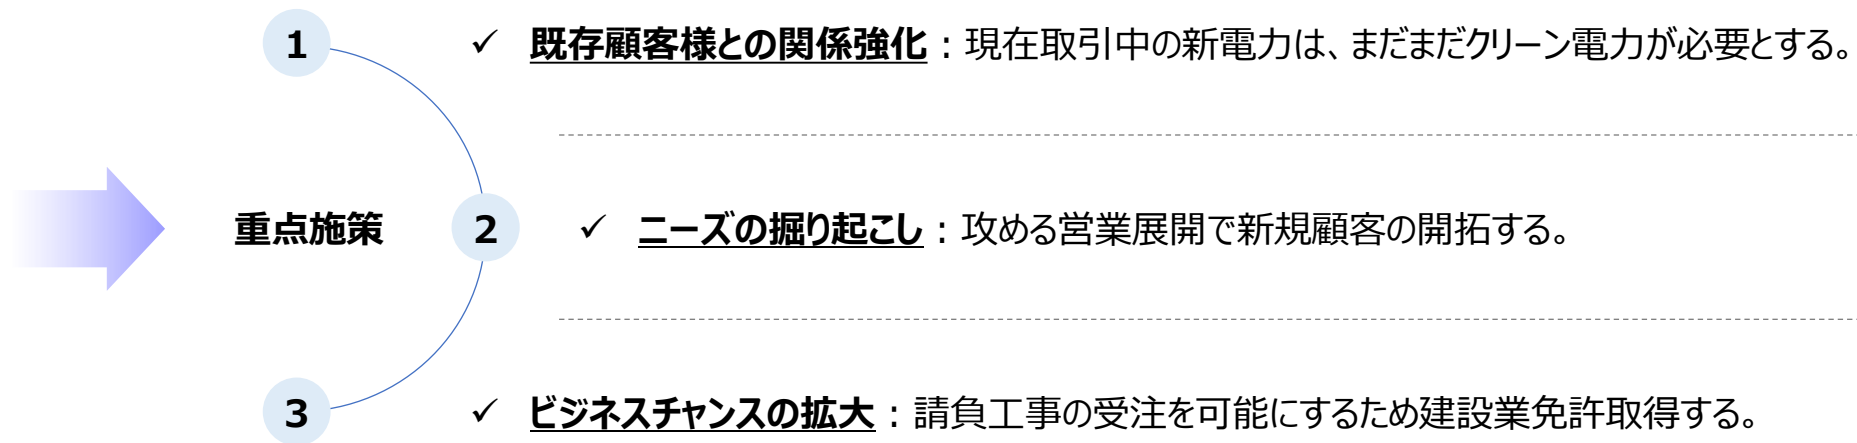 1 ✓ 既存顧客様との関係強化：現在取引中の新電力は、まだまだクリーン電力が必要とする。
重点施策 2 ✓ ニーズの掘り起こし：攻める営業展開で新規顧客の開拓する。
3 ✓ ビジネスチャンスの拡大：請負工事の受注を可能にするため建設業免許取得する。